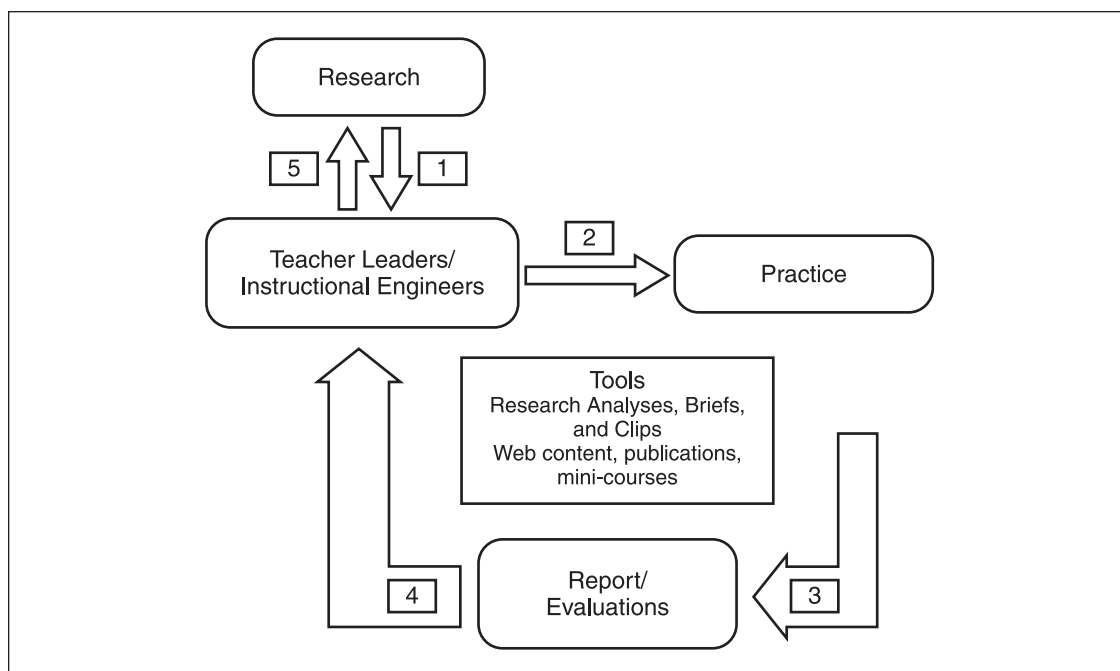 Research
5
1
Teacher Leaders/
Instructional Engineers
2
Practice
Tools
Research Analyses, Briefs,
and Clips
Web content, publications,
mini-courses
Report/
Evaluations
4
3